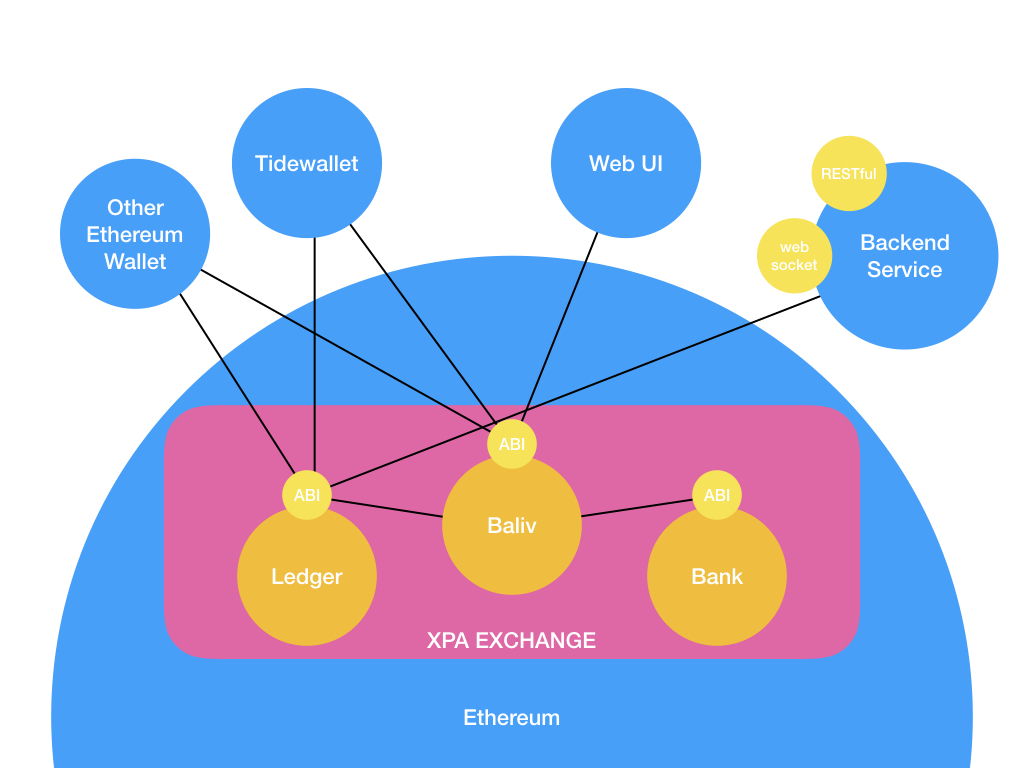 Tidewallet
Web UI
RESTful
Other
Ethereum
Wallet
web
socket
Backend
Service
ABI
ABI
ABI
Baliv
Ledger
Bank
XPA EXCHANGE
Ethereum